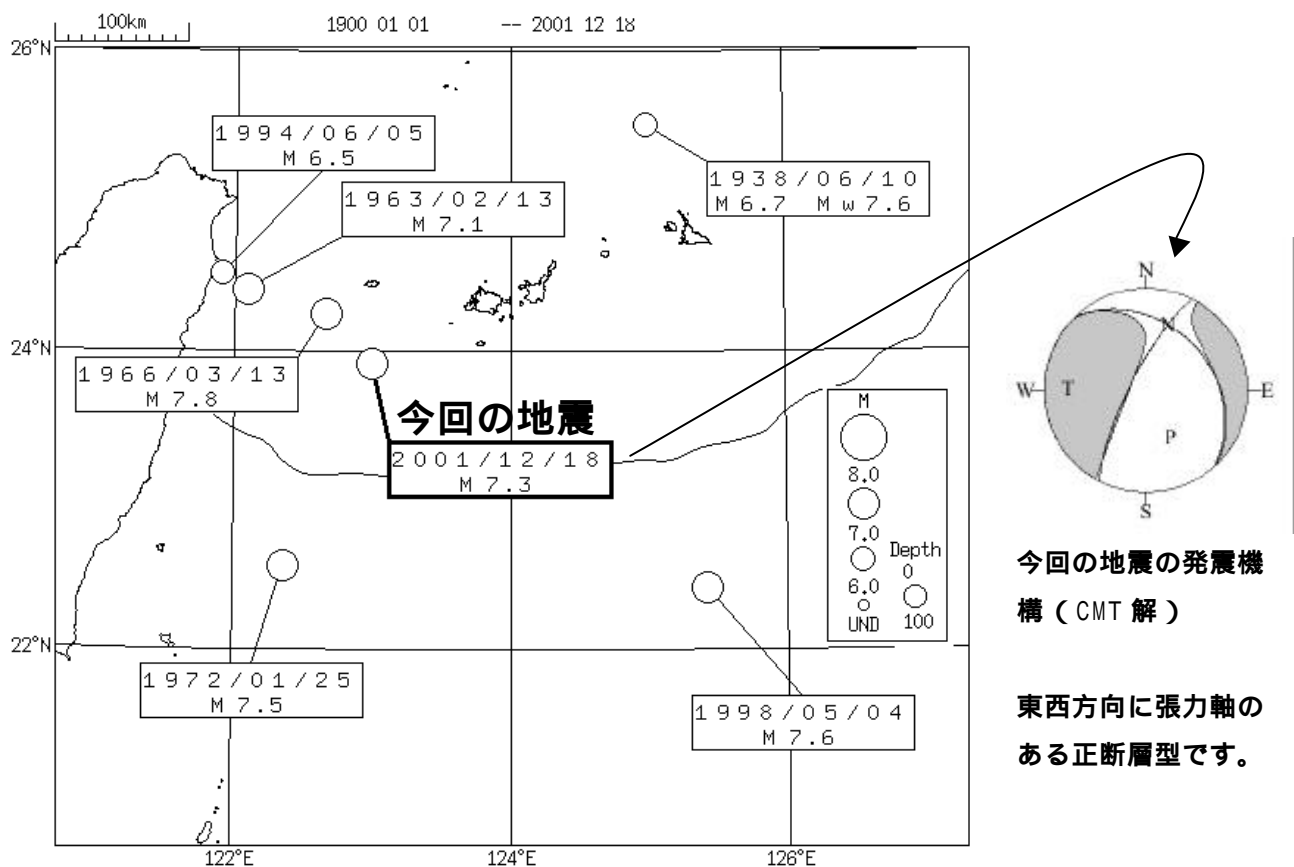 100km
1900 01 01 -- 2001 12 18
26°N
1994/06/05
M 6.5
1938/06/10
M 6.7 Mw 7.6
1963/02/13
M 7.1
N
24°N
1966/03/13
M 7.8
今回の地震
2001/12/18
M 7.3
M
8.0
7.0
6.0
UND
Depth
0
100
N
W
T
P
E
S
今回の地震の発震機
構(CMT解)
東西方向に張力軸の
ある正断層型です。
22°N
1972/01/25
M 7.5
1998/05/04
M 7.6
122°E
124°E
126°E